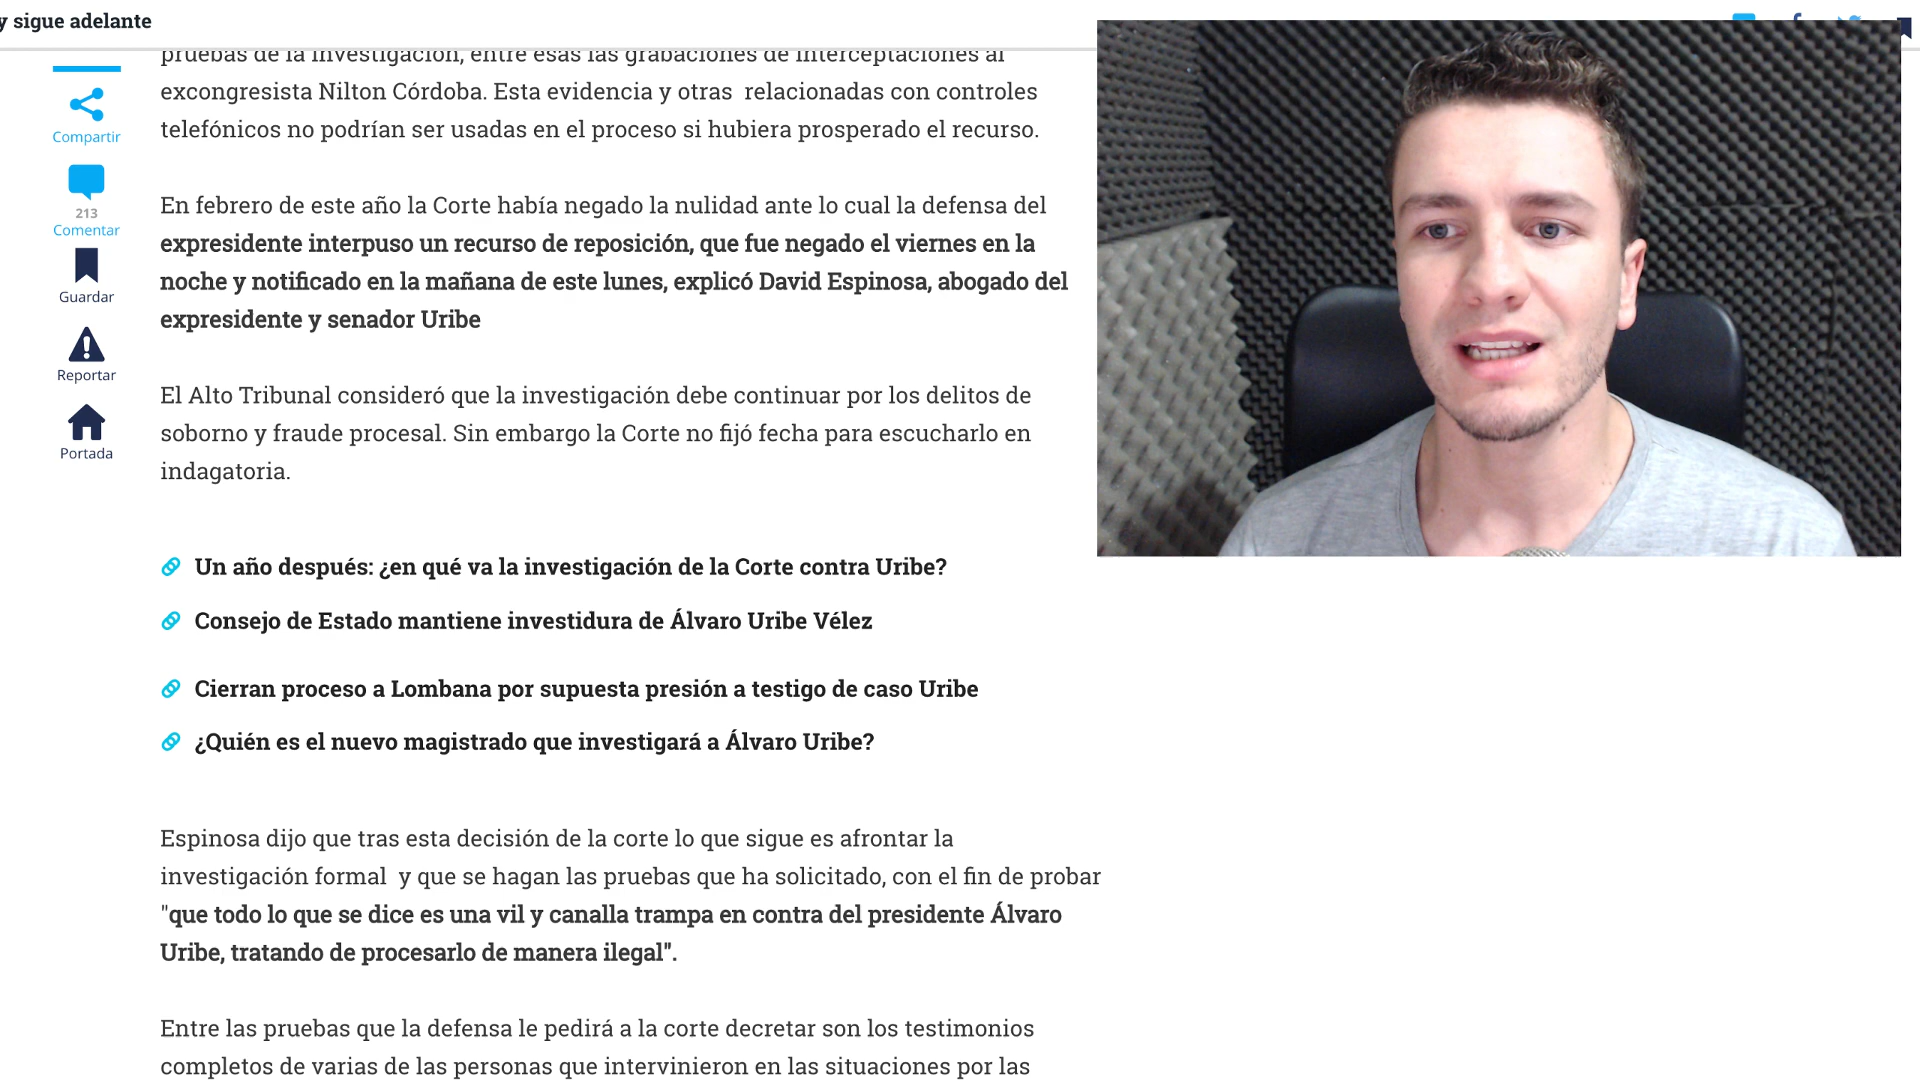 y sigue adelante
pruebas de la investigación, entre esas las grabaciones de interceptaciones al
excongresista Nilton Córdoba. Esta evidencia y otras  relacionadas con controles
telefónicos no podrían ser usadas en el proceso si hubiera prosperado el recurso.
Compartir
213
Comentar
Guardar
Reportar
Portada
En febrero de este año la Corte había negado la nulidad ante lo cual la defensa del
expresidente interpuso un recurso de reposición, que fue negado el viernes en la
noche y notificado en la mañana de este lunes, explicó David Espinosa, abogado del
expresidente y senador Uribe
El Alto Tribunal consideró que la investigación debe continuar por los delitos de
soborno y fraude procesal. Sin embargo la Corte no fijó fecha para escucharlo en
indagatoria.
Un año después: ¿en qué va la investigación de la Corte contra Uribe?
Consejo de Estado mantiene investidura de Álvaro Uribe Vélez
Cierran proceso a Lombana por supuesta presión a testigo de caso Uribe
¿Quién es el nuevo magistrado que investigará a Álvaro Uribe?
Espinosa dijo que tras esta decisión de la corte lo que sigue es afrontar la
investigación formal  y que se hagan las pruebas que ha solicitado, con el fin de probar
"que todo lo que se dice es una vil y canalla trampa en contra del presidente Álvaro
Uribe, tratando de procesarlo de manera ilegal".
Entre las pruebas que la defensa le pedirá a la corte decretar son los testimonios
completos de varias de las personas que intervinieron en las situaciones por las